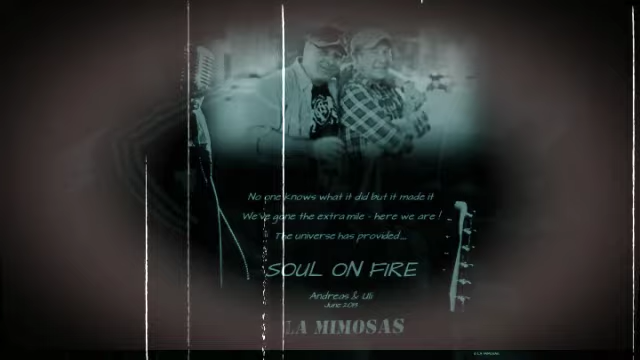 No one knows what it did but it made it
We've gone the extra mile - here we are !
The universe has provided...
SOUL ON FIRE
Andreas & Uli
June 2013
LA MIMOSAS